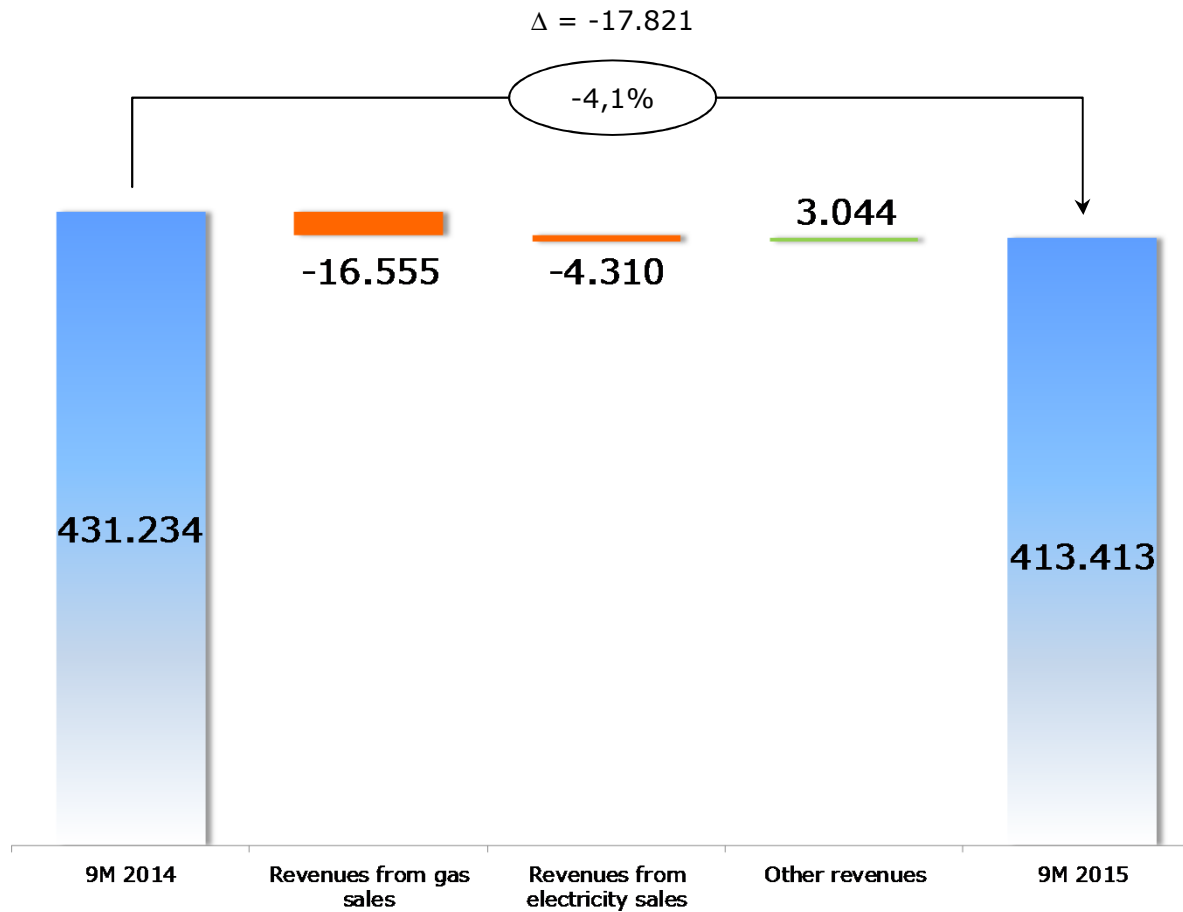 Δ = -17.821
-4,1%
3.044
-16.555
-4.310
431.234
413.413
9M 2014
Revenues from gas
sales
Revenues from
electricity sales
Other revenues
9M 2015